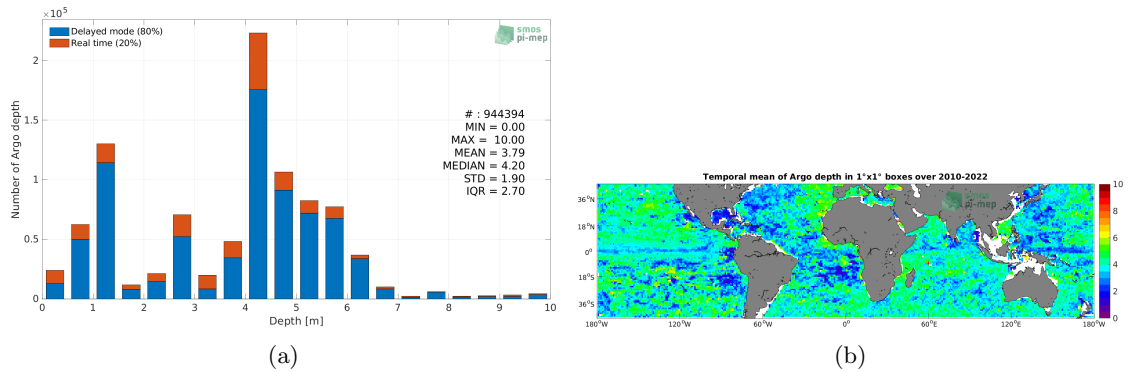 ×10⁵
Delayed mode (80%)
Real time (20%)
smos
pi-mep
2
1.5
1
0.5
0
Number of Argo depth
# : 944394
MIN = 0.00
MAX = 10.00
MEAN = 3.79
MEDIAN = 4.20
STD = 1.90
IQR = 2.70
0 1 2 3 4 5 6 7 8 9 10
Depth [m]
(a)
Temporal mean of Argo depth in 1°x1° boxes over 2010-2022
smos
pi-mep
36°N
18°N
0°
18°S
36°S
180°W 120°W 60°W 0° 60°E 120°E 180°W
10
8
6
4
2
0
(b)